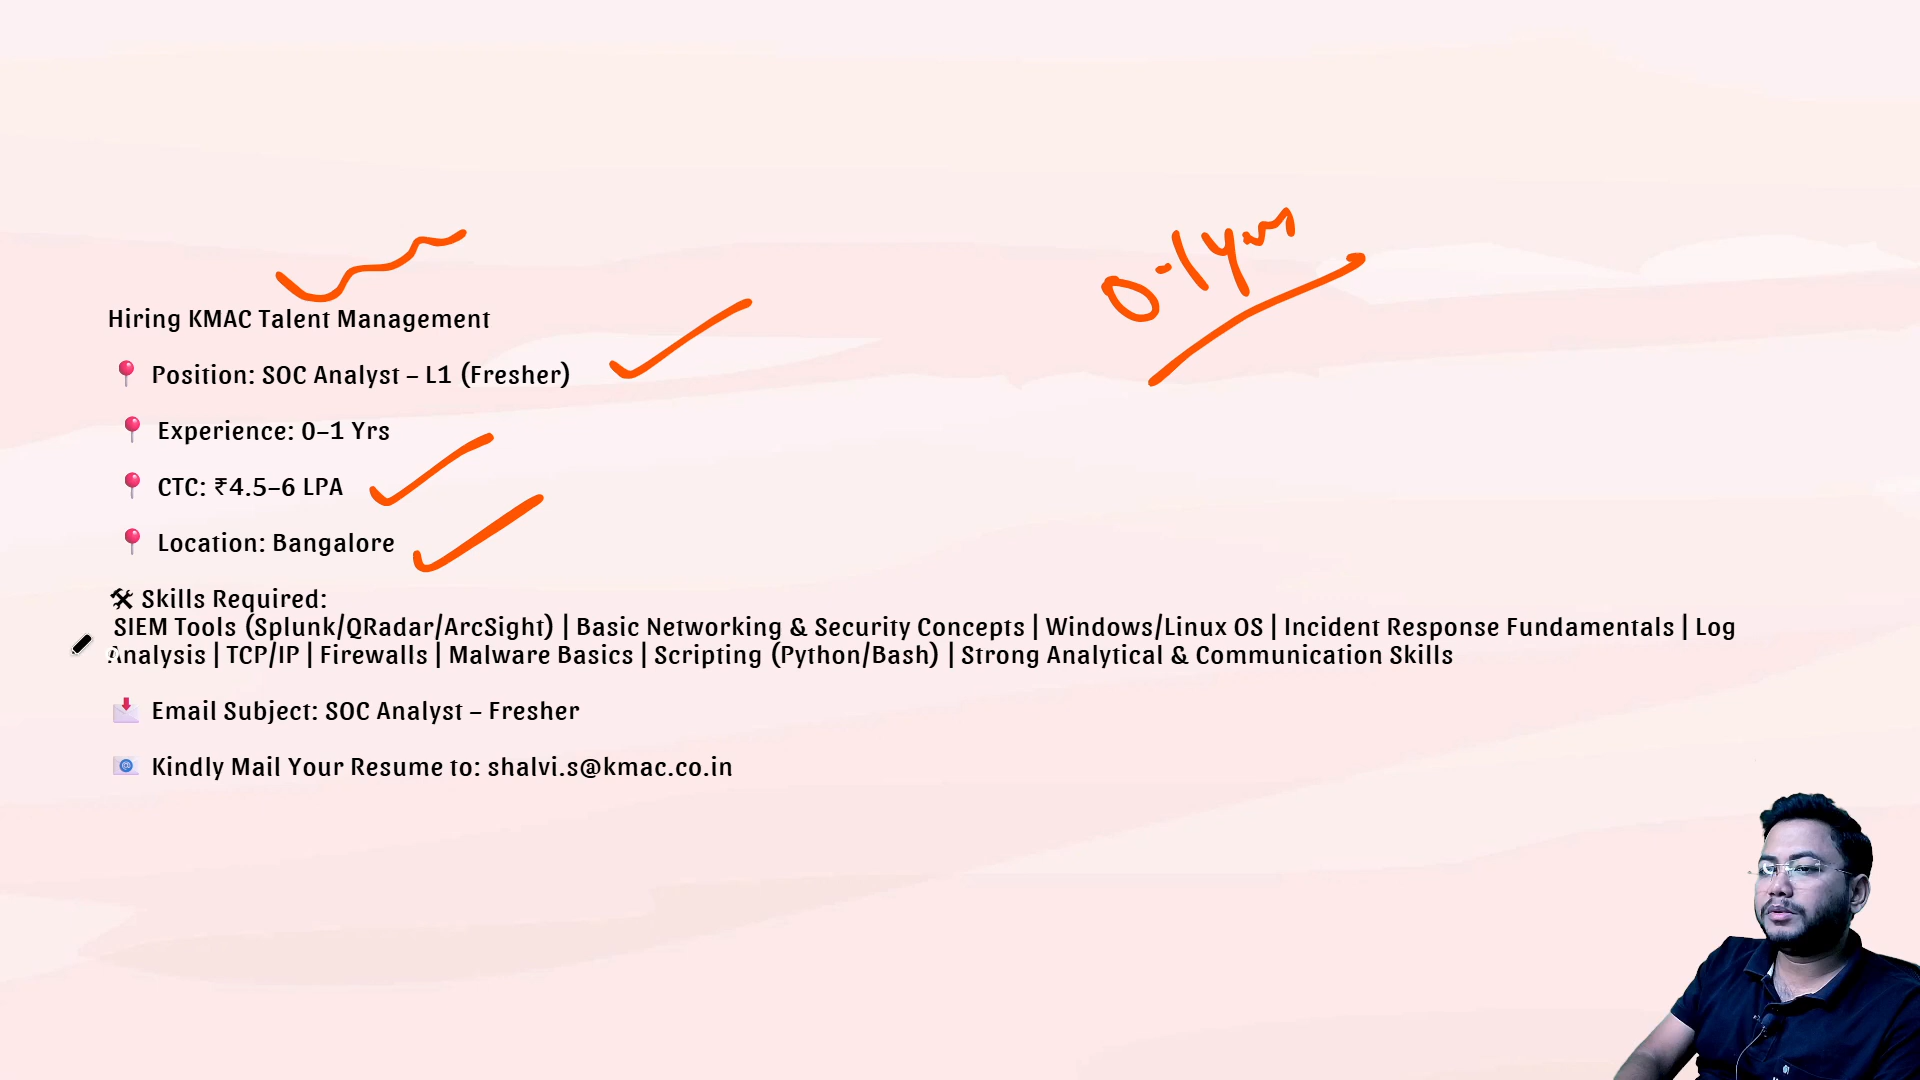 0-1 yrs
Hiring KMAC Talent Management
📍 Position: SOC Analyst – L1 (Fresher)
📍 Experience: 0–1 Yrs
📍 CTC: ₹4.5–6 LPA
📍 Location: Bangalore
🛠 Skills Required:
SIEM Tools (Splunk/QRadar/ArcSight) | Basic Networking & Security Concepts | Windows/Linux OS | Incident Response Fundamentals | Log
Analysis | TCP/IP | Firewalls | Malware Basics | Scripting (Python/Bash) | Strong Analytical & Communication Skills
📩 Email Subject: SOC Analyst – Fresher
📧 Kindly Mail Your Resume to: shalvi.s@kmac.co.in